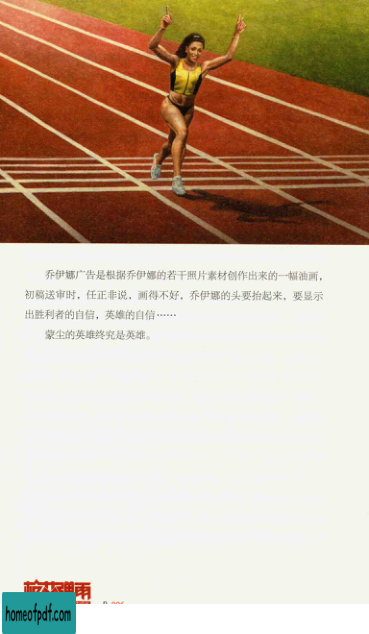 乔伊娜广告是根据乔伊娜的若干照片素材创作出来的一幅油画，
初稿送审时，任正非说，画得不好，乔伊娜的头要抬起来，要显示
出胜利者的自信，英雄的自信……
蒙尘的英雄终究是英雄。
homeofpdf.com